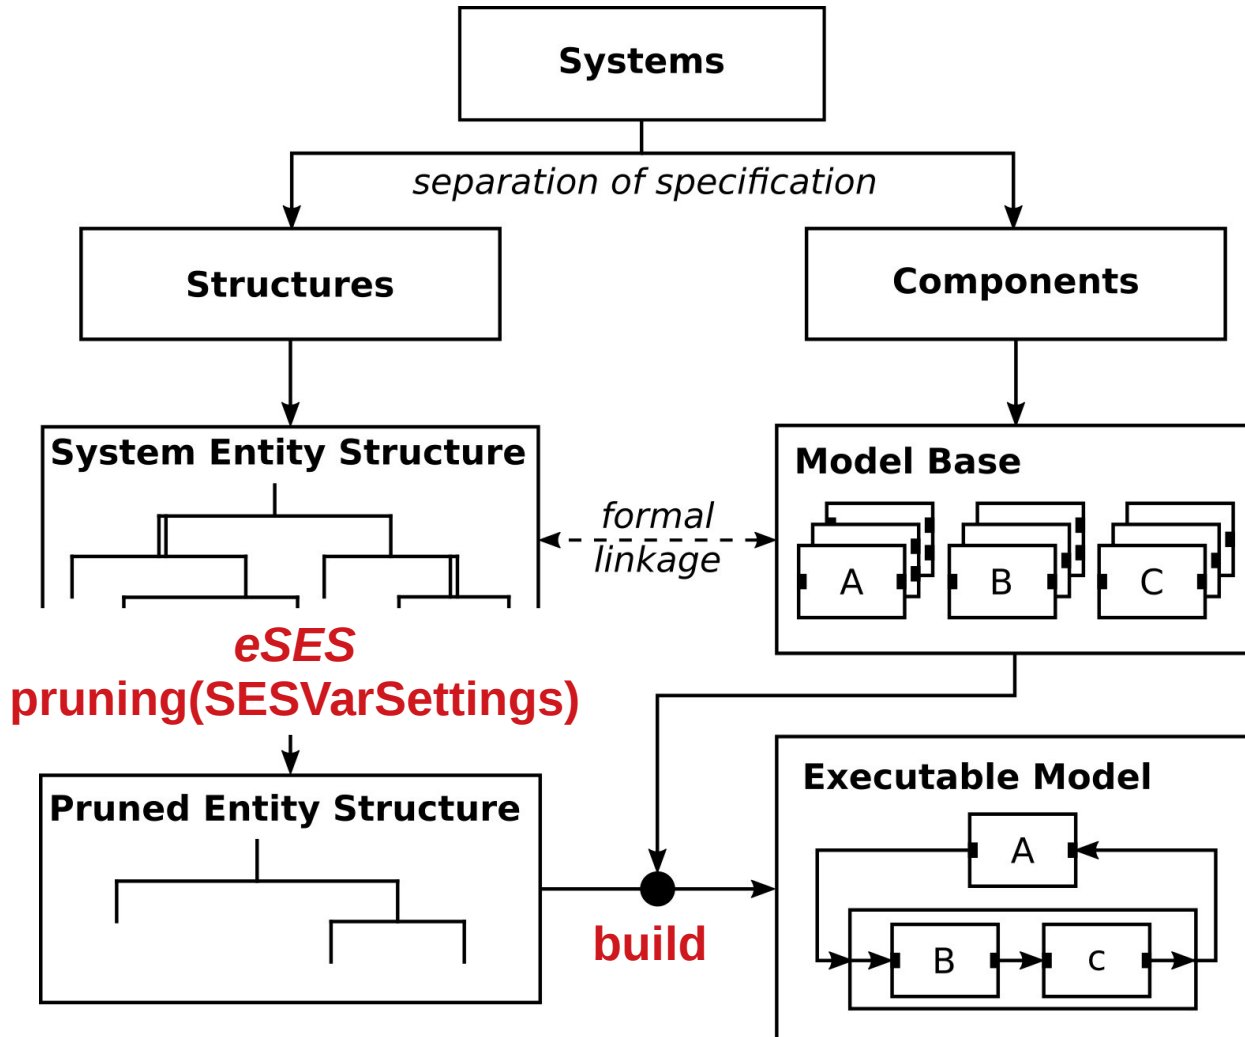 Systems
separation of specification
Structures
Components
System Entity Structure
formal
linkage
Model Base
A
B
C
eSES
pruning(SESVarSettings)
Pruned Entity Structure
build
Executable Model
A
B
c